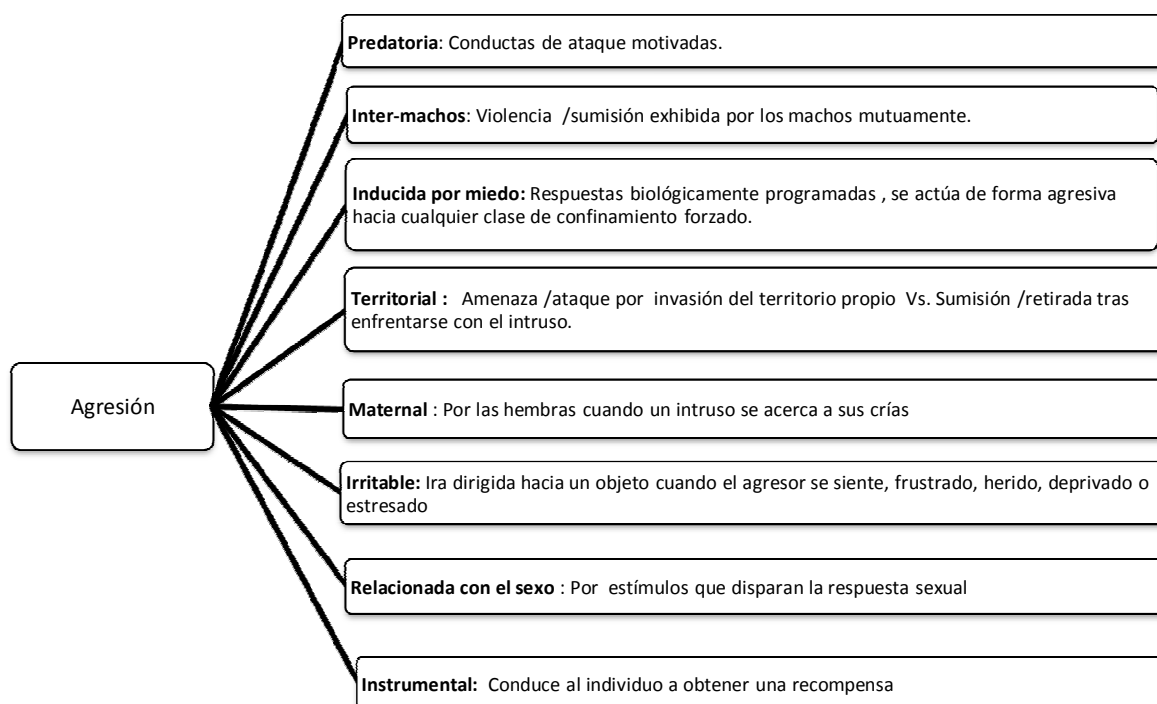 Predatoria: Conductas de ataque motivadas.
Inter-machos: Violencia /sumisión exhibida por los machos mutuamente.
Inducida por miedo: Respuestas biológicamente programadas , se actúa de forma agresiva
hacia cualquier clase de confinamiento forzado.
Territorial : Amenaza /ataque por invasión del territorio propio Vs. Sumisión /retirada tras
enfrentarse con el intruso.
Agresión
Maternal : Por las hembras cuando un intruso se acerca a sus crías
Irritable: Ira dirigida hacia un objeto cuando el agresor se siente, frustrado, herido, deprivado o
estresado
Relacionada con el sexo : Por estímulos que disparan la respuesta sexual
Instrumental: Conduce al individuo a obtener una recompensa